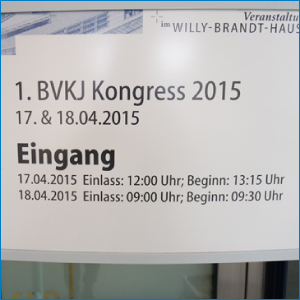 Veranstaltu
im WILLY-BRANDT-HAUS
1. BVKJ Kongress 2015
17. & 18.04.2015
Eingang
17.04.2015 Einlass: 12:00 Uhr; Beginn: 13:15 Uhr
18.04.2015 Einlass: 09:00 Uhr; Beginn: 09:30 Uhr